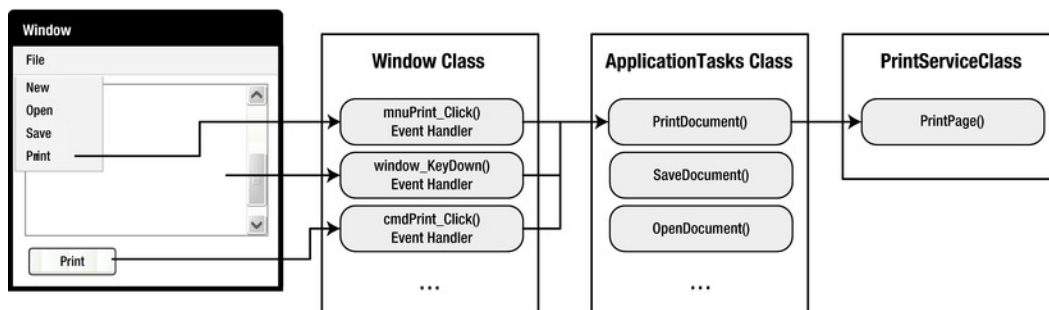 Window
File
New
Open
Save
Print
Print
Window Class
mnuPrint_Click()
Event Handler
window_KeyDown()
Event Handler
cmdPrint_Click()
Event Handler
...
ApplicationTasks Class
PrintDocument()
SaveDocument()
OpenDocument()
...
PrintServiceClass
PrintPage()